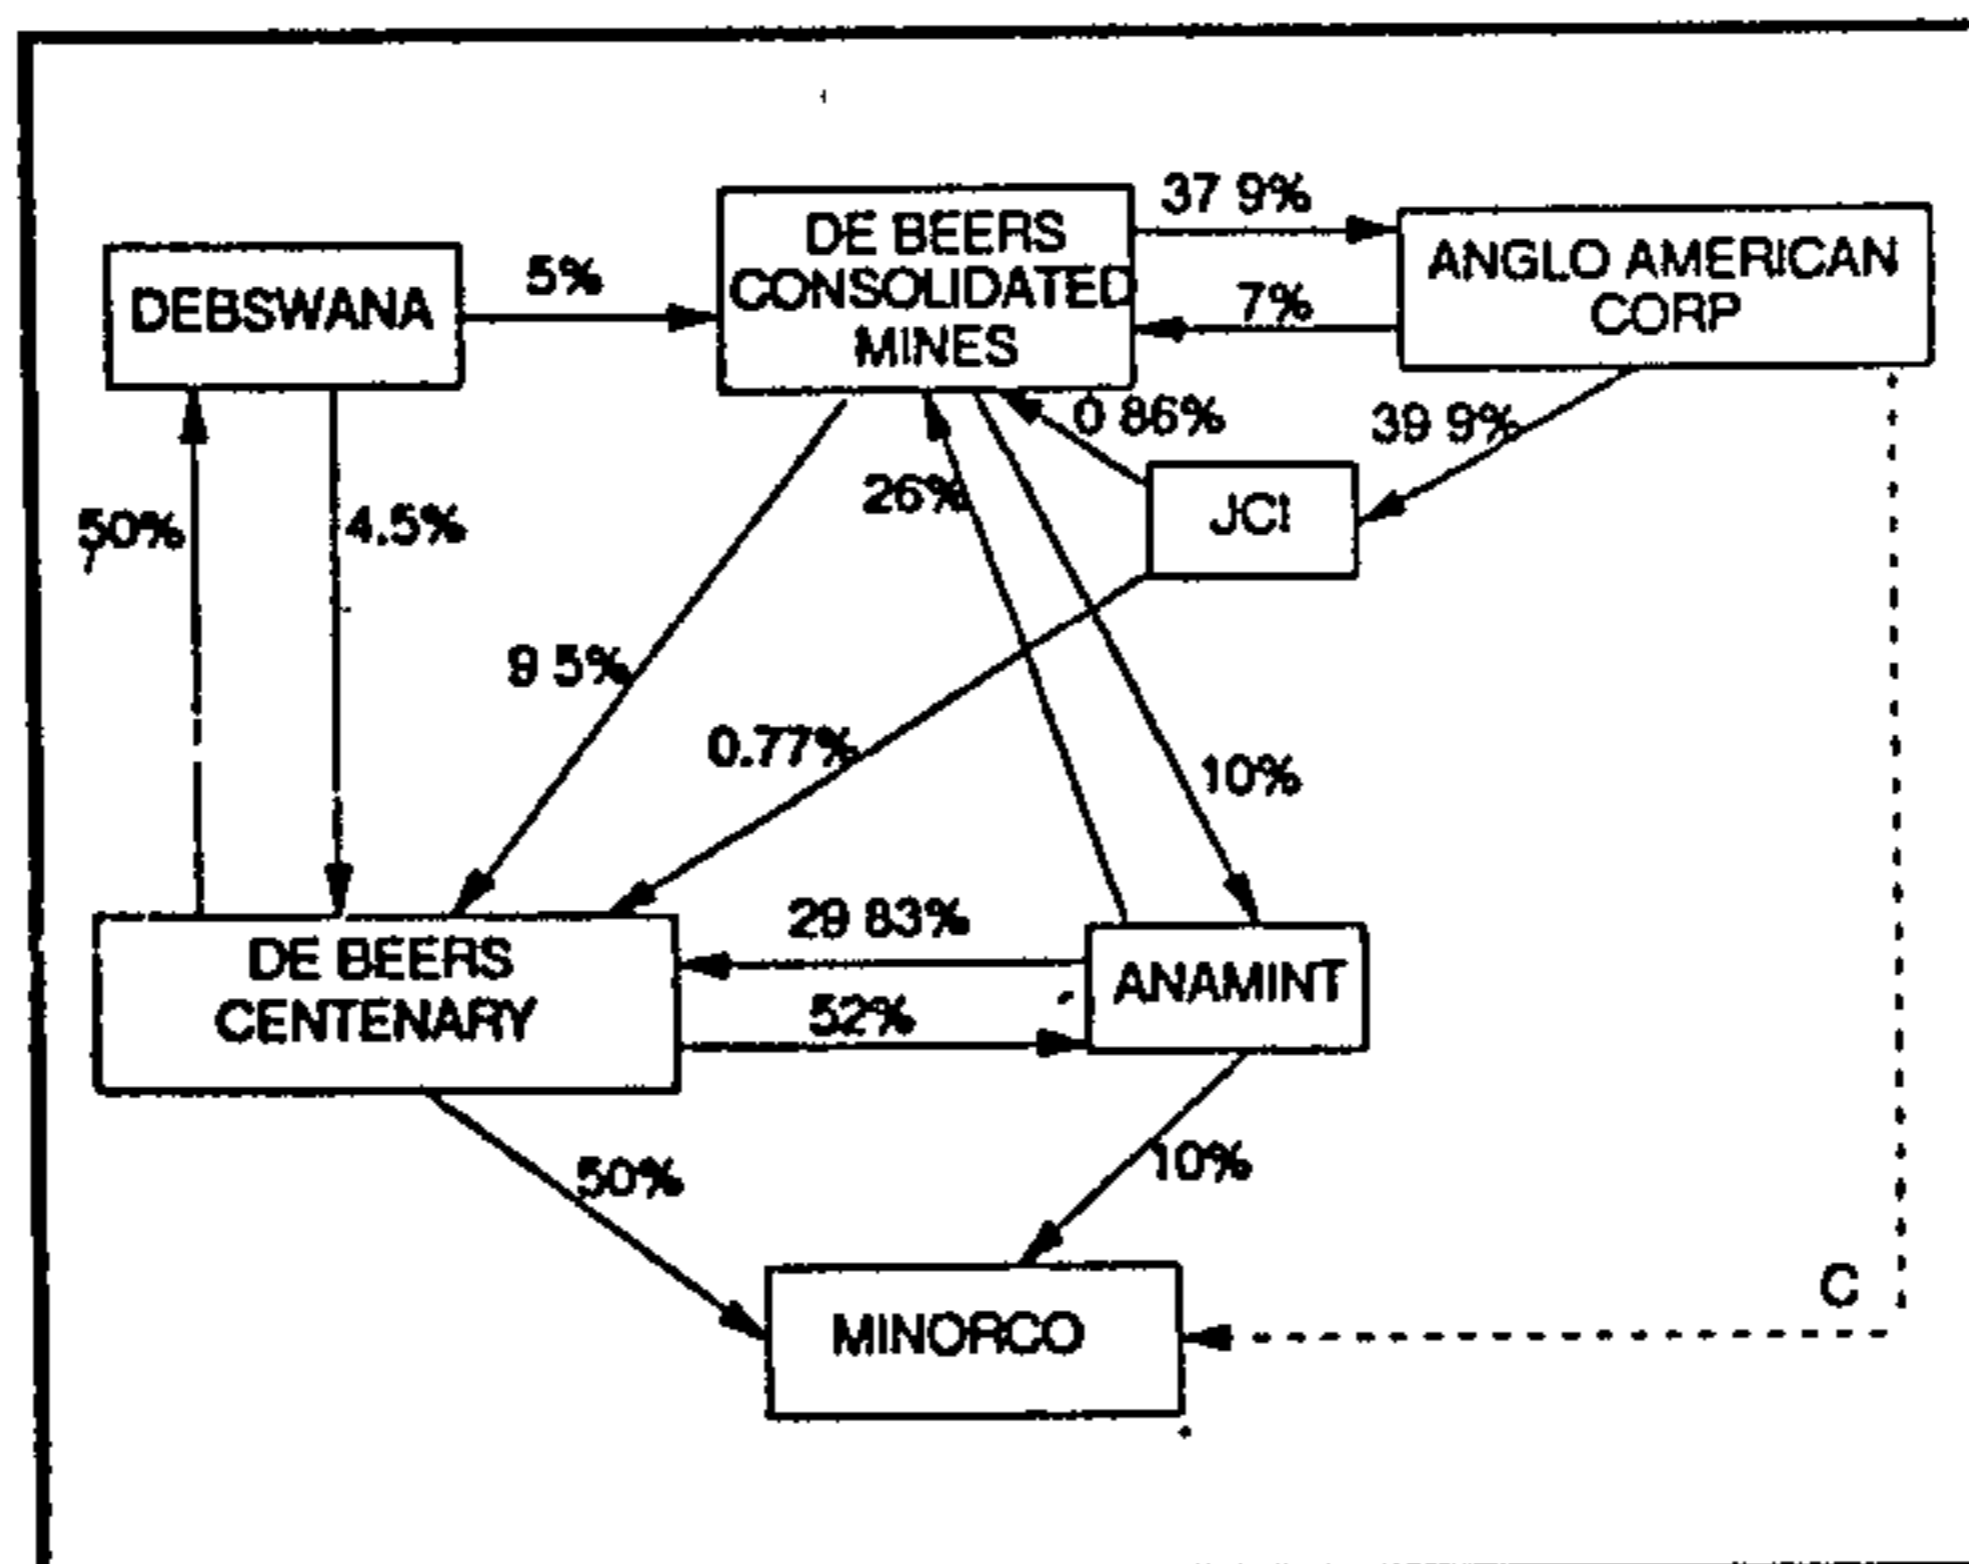 DE BEERS
CONSOLIDATED
MINES
37 9%
ANGLO AMERICAN
CORP
DEBSWANA
5%
7%
0 86%
39 9%
26%
JCI
50%
4.5%
9 5%
0.77%
10%
DE BEERS
CENTENARY
29 83%
ANAMINT
52%
50%
10%
C
MINORCO